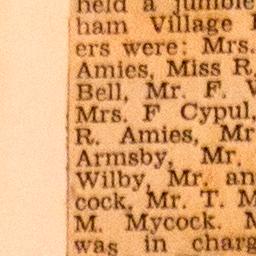 held a jumble
ham Village
ers were: Mrs.
Amies, Miss R.
Bell, Mr. F.
Mrs. F Cypul,
R. Amies, Mr
Armsby, Mr.
Wilby, Mr. an
cock, Mr. T. M
M. Mycock. M
was in charg